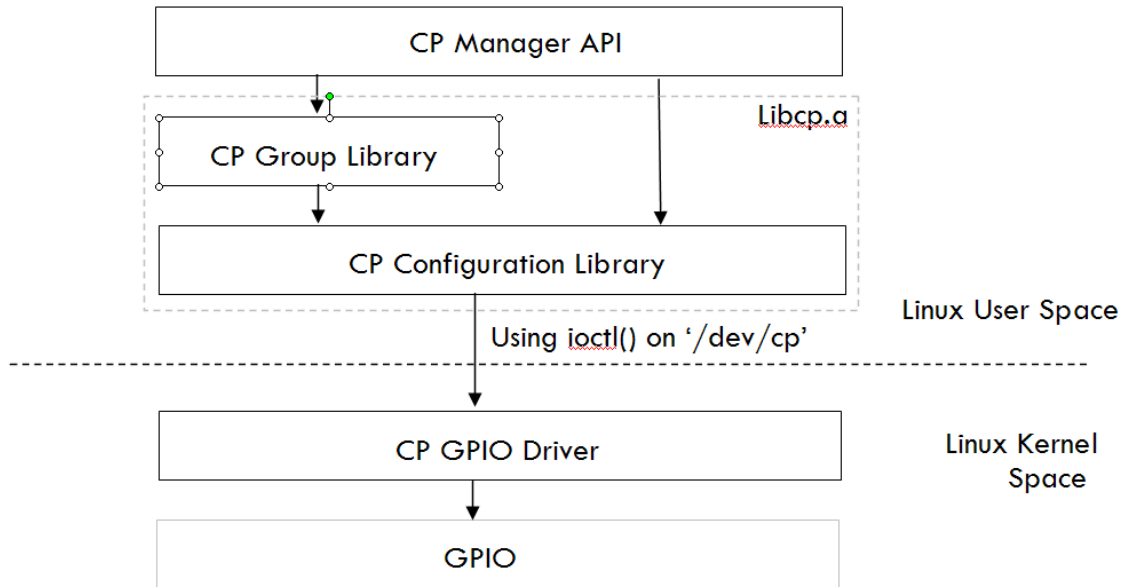 CP Manager API
Libcp.a
CP Group Library
CP Configuration Library
Linux User Space
Using ioctl() on ‘/dev/cp’
CP GPIO Driver
Linux Kernel
Space
GPIO